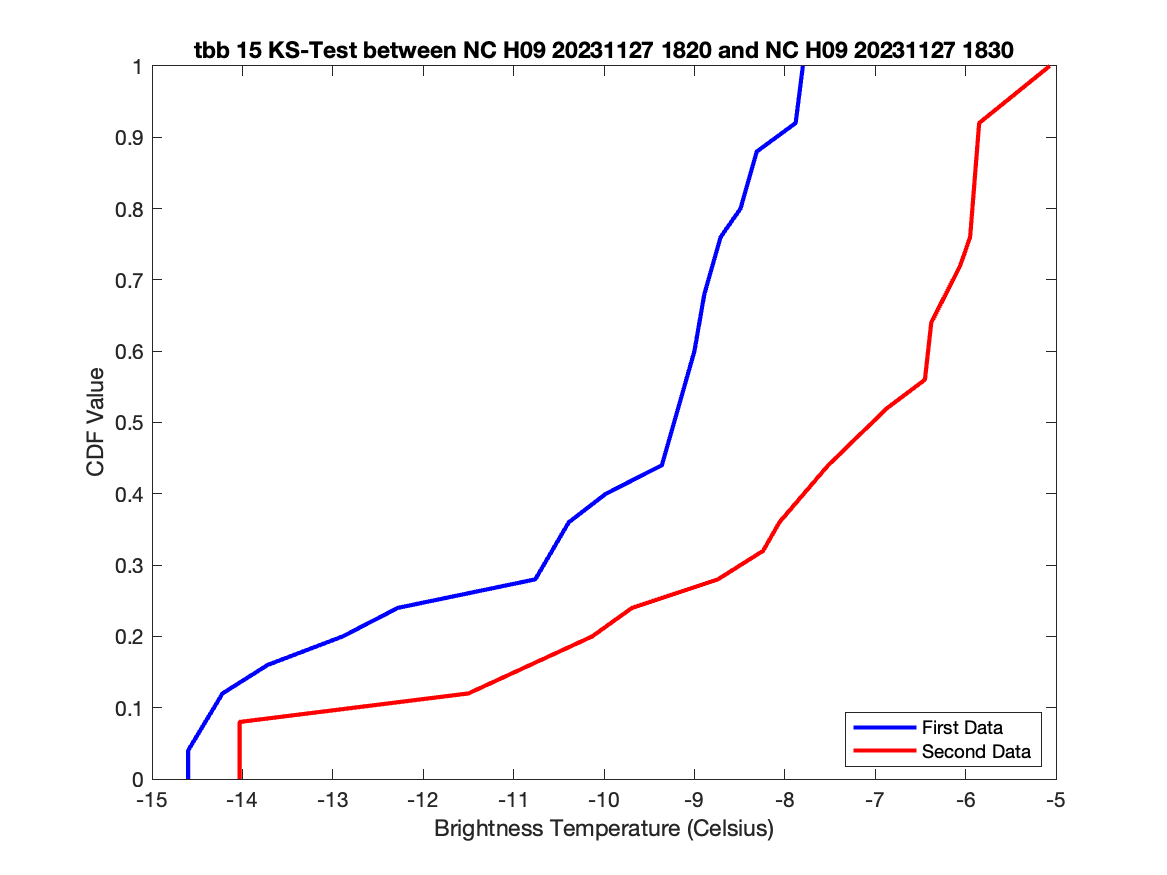 tbb 15 KS-Test between NC H09 20231127 1820 and NC H09 20231127 1830
1
0.9
0.8
0.7
0.6
0.5
0.4
0.3
0.2
0.1
0
CDF Value
First Data
Second Data
-15 -14 -13 -12 -11 -10 -9 -8 -7 -6 -5
Brightness Temperature (Celsius)